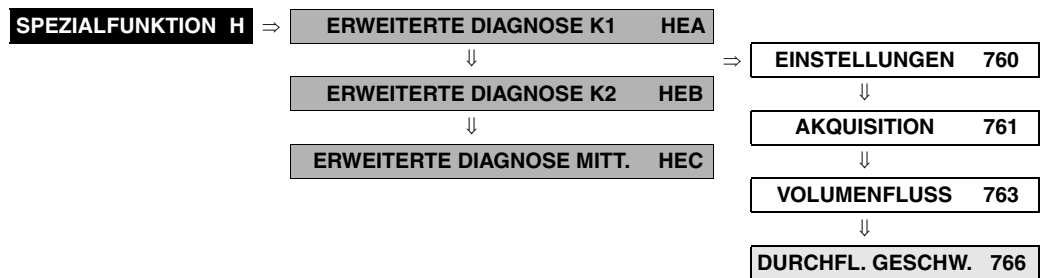 SPEZIALFUNKTION H ⇒ ERWEITERTE DIAGNOSE K1 HEA
⇓ ⇒ EINSTELLUNGEN 760
ERWEITERTE DIAGNOSE K2 HEB ⇓
⇓ AKQUISITION 761
ERWEITERTE DIAGNOSE MITT. HEC ⇓
VOLUMENFLUSS 763
⇓
DURCHFL. GESCHW. 766